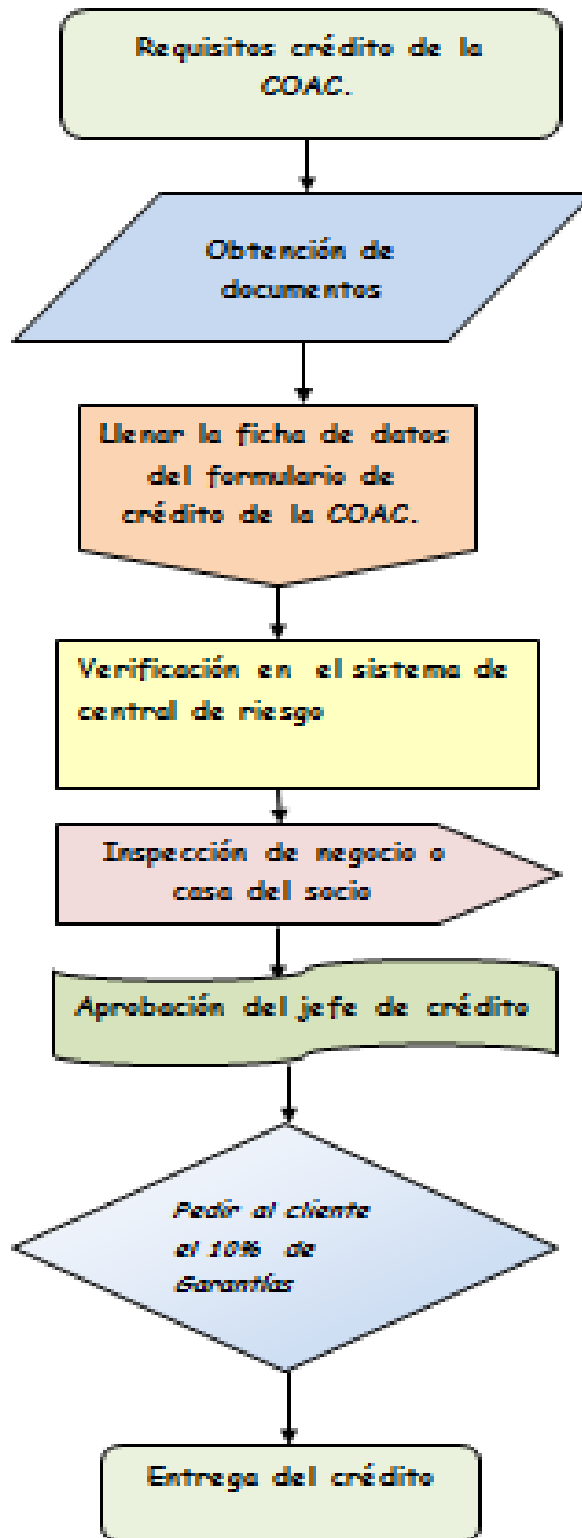 Requisitos crédito de la
COAC.
Obtención de
documentos
Llenar la ficha de datos
del formulario de
crédito de la COAC.
Verificación en el sistema de
central de riesgo
Inspección de negocio o
casa del socio
Aprobación del jefe de crédito
Pedir al cliente
el 10% de
Garantías
Entrega del crédito